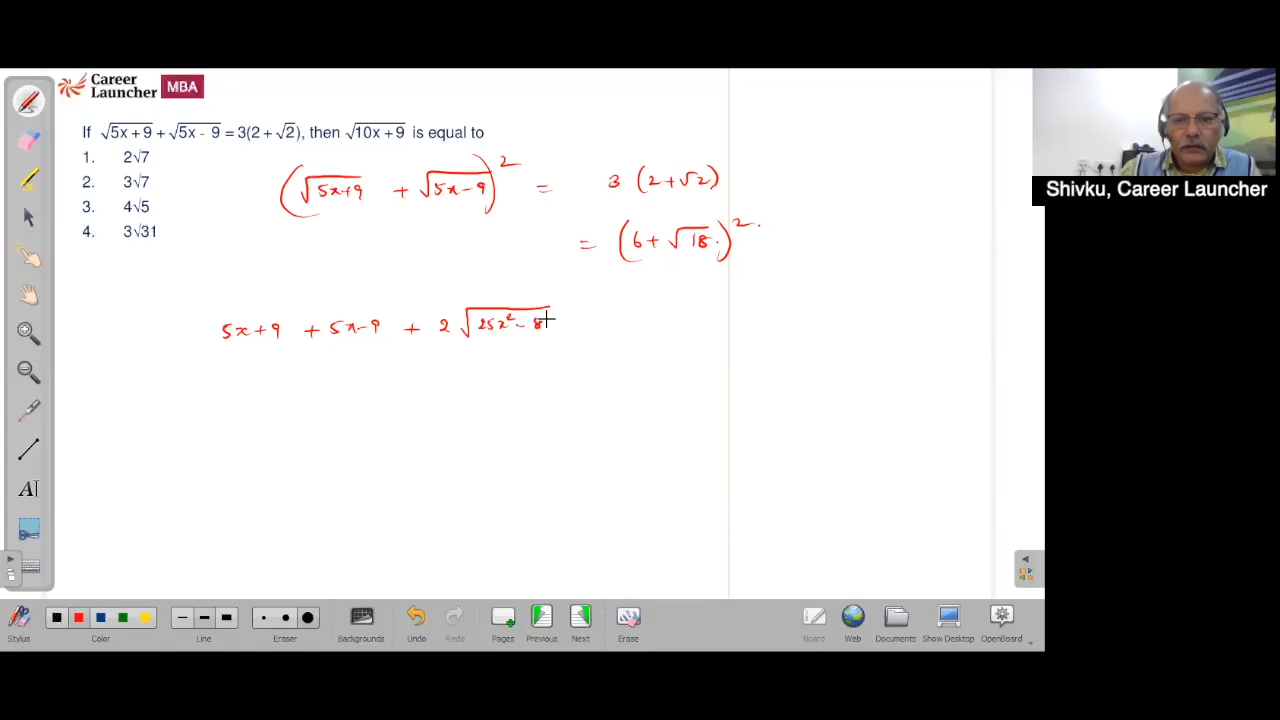 Career
Launcher MBA
If √5x + 9 + √5x - 9 = 3(2 + √2), then √10x + 9 is equal to
1. 2√7
2. 3√7
3. 4√5
4. 3√31
(√5x+9 + √5x-9)² = 3 (2+√2)
= (6+ √18.)².
5x+9 + 5x-9 + 2 √25x² - 8
Shivku, Career Launcher
AI
Stylus
Color
Line
Eraser
Backgrounds
Undo
Redo
Pages
Previous
Next
Erase
Board
Web
Documents
Show Desktop
OpenBoard